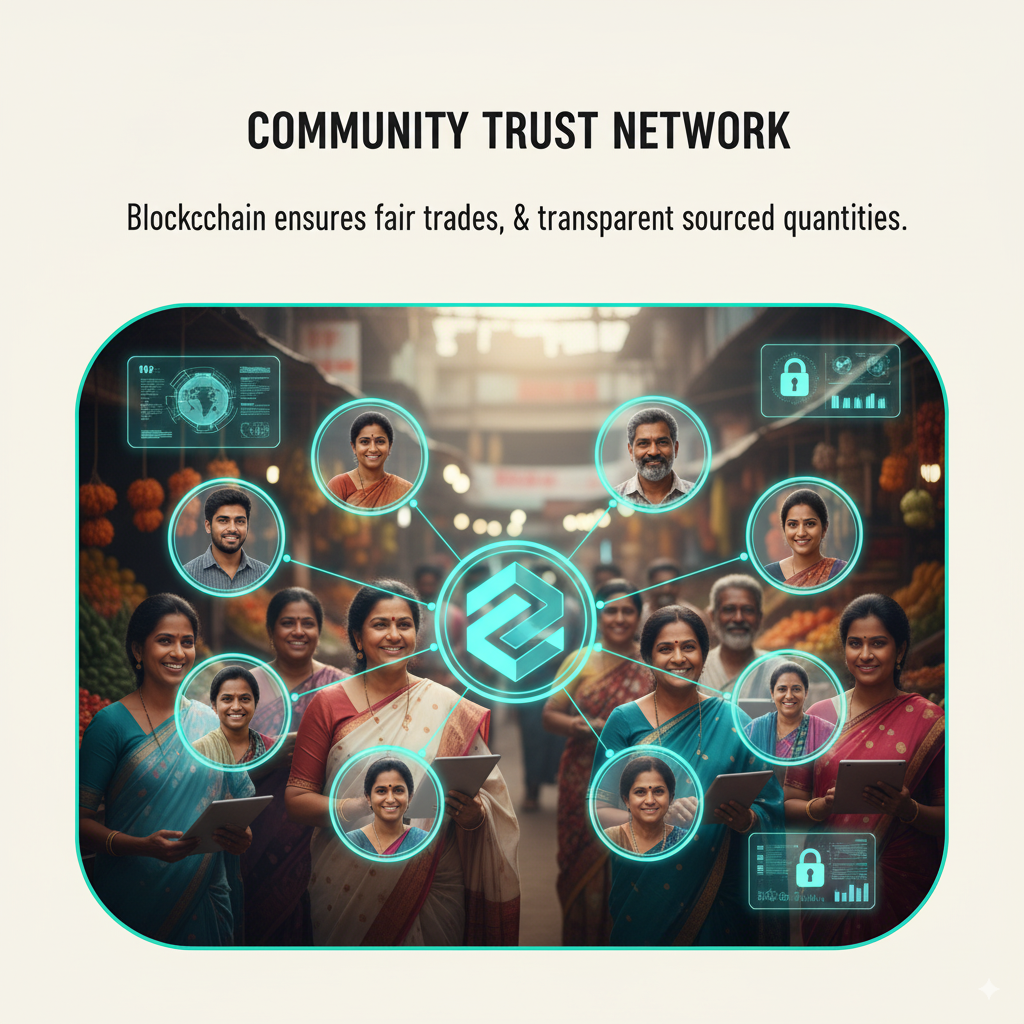 COMMUNITY TRUST NETWORK
Blockcchain ensures fair trades, & transparent sourced quantities.